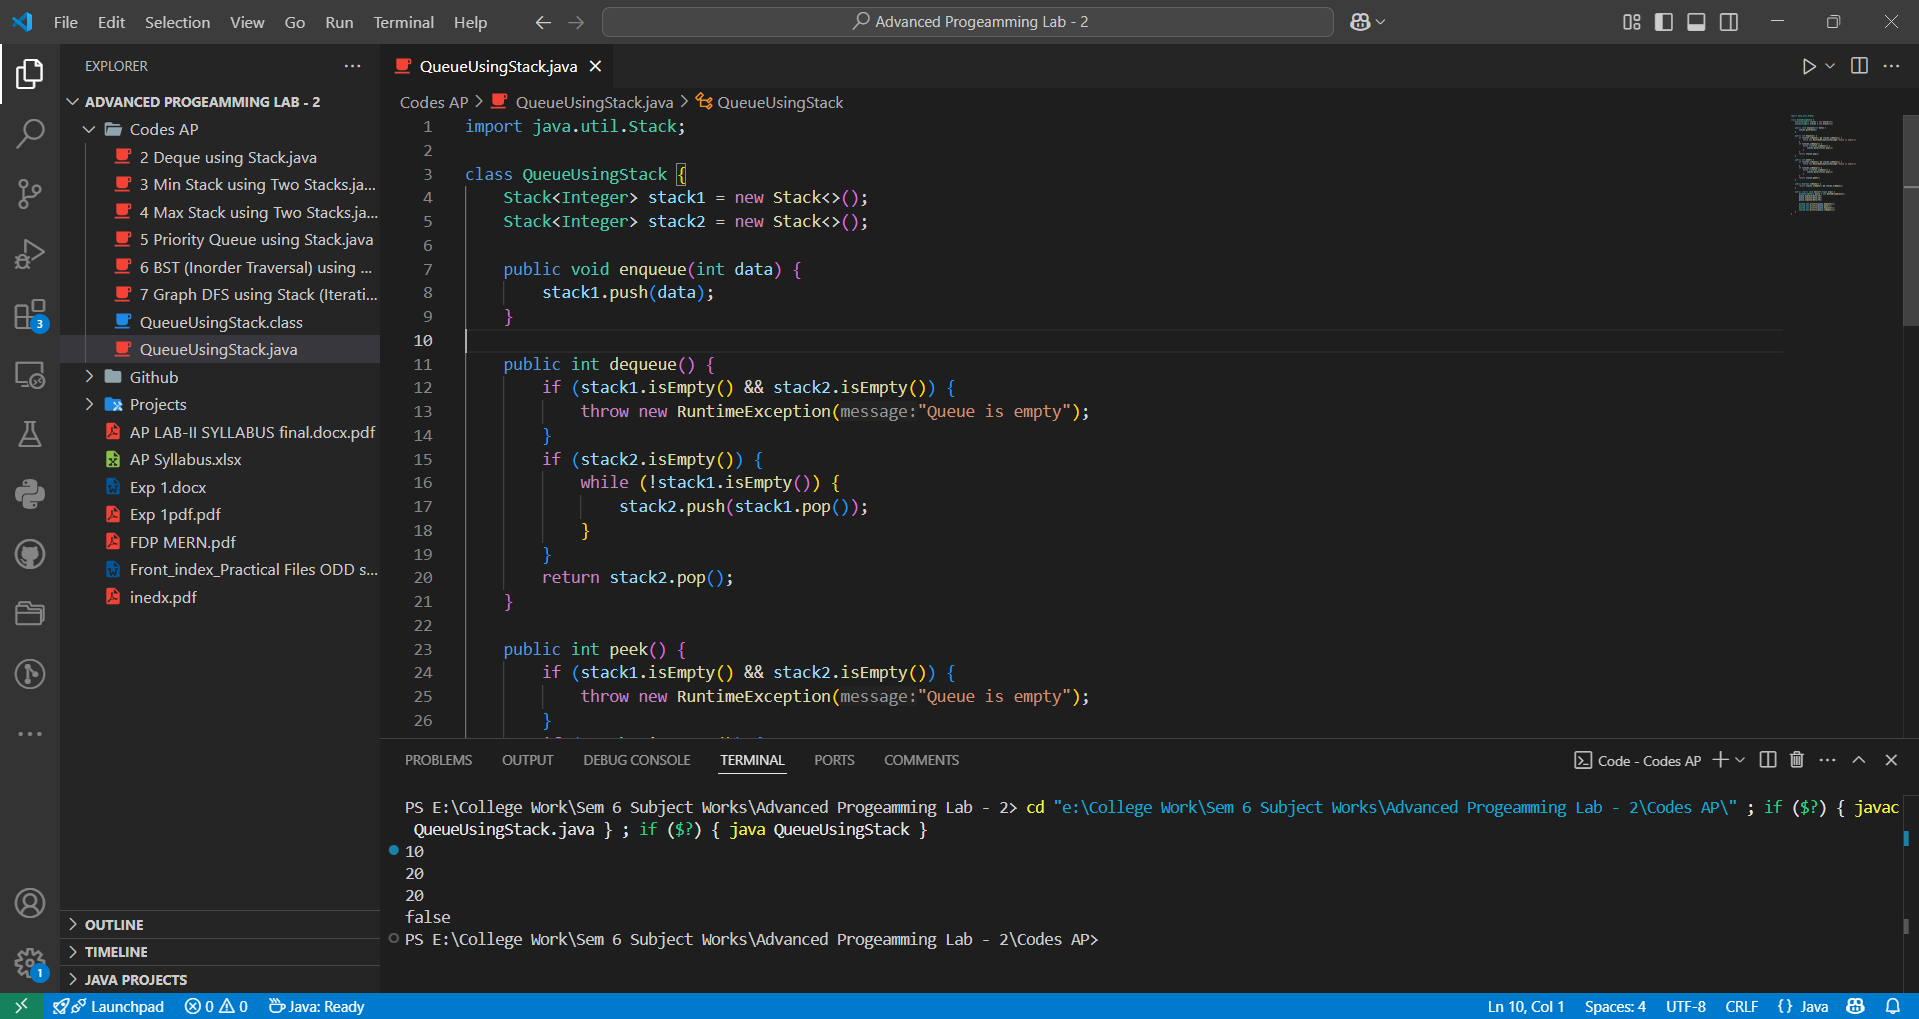 File Edit Selection View Go Run Terminal Help
Advanced Progeamming Lab - 2
EXPLORER
ADVANCED PROGEAMMING LAB - 2
Codes AP
2 Deque using Stack.java
3 Min Stack using Two Stacks.ja...
4 Max Stack using Two Stacks.ja...
5 Priority Queue using Stack.java
6 BST (Inorder Traversal) using ...
7 Graph DFS using Stack (Iterati...
QueueUsingStack.class
QueueUsingStack.java
Github
Projects
AP LAB-II SYLLABUS final.docx.pdf
AP Syllabus.xlsx
Exp 1.docx
Exp 1pdf.pdf
FDP MERN.pdf
Front_index_Practical Files ODD s...
inedx.pdf
OUTLINE
TIMELINE
JAVA PROJECTS
3
1
QueueUsingStack.java
Codes AP > QueueUsingStack.java > QueueUsingStack
1 import java.util.Stack;
2
3 class QueueUsingStack {
4 Stack<Integer> stack1 = new Stack<>();
5 Stack<Integer> stack2 = new Stack<>();
6
7 public void enqueue(int data) {
8 stack1.push(data);
9 }
10
11 public int dequeue() {
12 if (stack1.isEmpty() && stack2.isEmpty()) {
13 throw new RuntimeException(message:"Queue is empty");
14 }
15 if (stack2.isEmpty()) {
16 while (!stack1.isEmpty()) {
17 stack2.push(stack1.pop());
18 }
19 }
20 return stack2.pop();
21 }
22
23 public int peek() {
24 if (stack1.isEmpty() && stack2.isEmpty()) {
25 throw new RuntimeException(message:"Queue is empty");
26 }
PROBLEMS OUTPUT DEBUG CONSOLE TERMINAL PORTS COMMENTS
Code - Codes AP
PS E:\College Work\Sem 6 Subject Works\Advanced Progeamming Lab - 2> cd "e:\College Work\Sem 6 Subject Works\Advanced Progeamming Lab - 2\Codes AP\" ; if ($?) { javac
QueueUsingStack.java } ; if ($?) { java QueueUsingStack }
10
20
20
false
PS E:\College Work\Sem 6 Subject Works\Advanced Progeamming Lab - 2\Codes AP>
Launchpad 0 0 Java: Ready
Ln 10, Col 1 Spaces: 4 UTF-8 CRLF {} Java